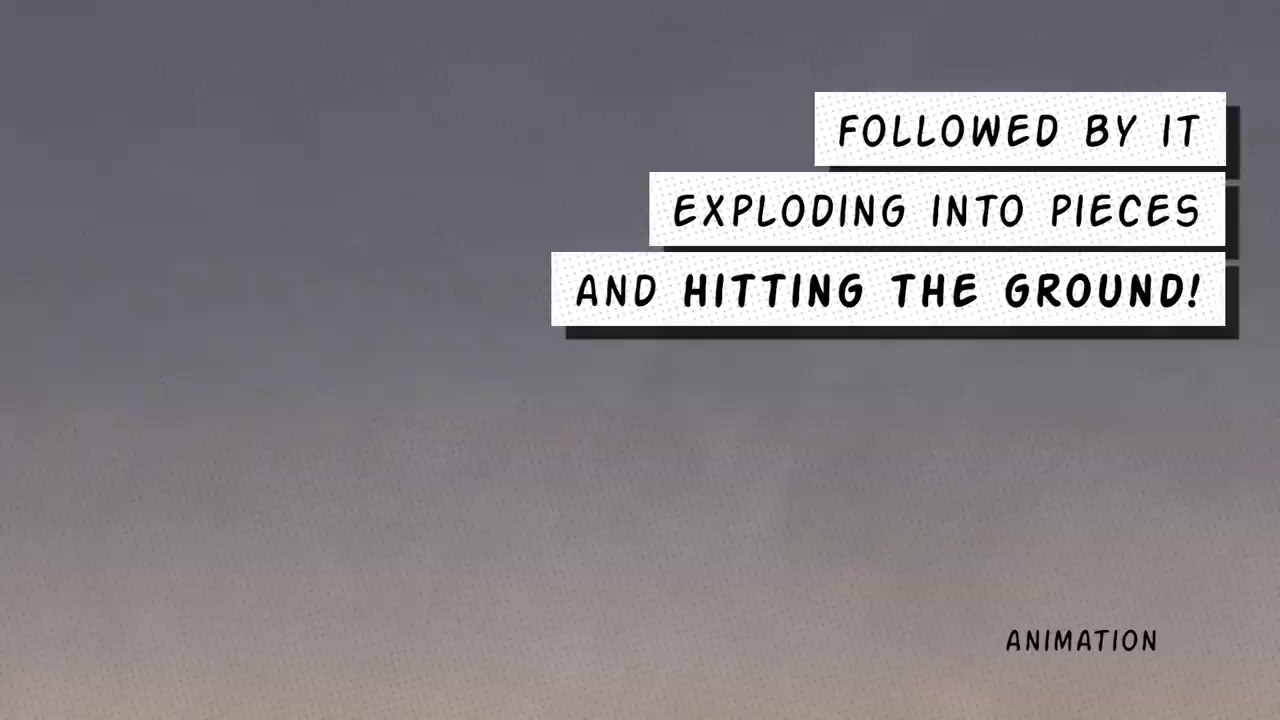 FOLLOWED BY IT
EXPLODING INTO PIECES
AND HITTING THE GROUND!
ANIMATION